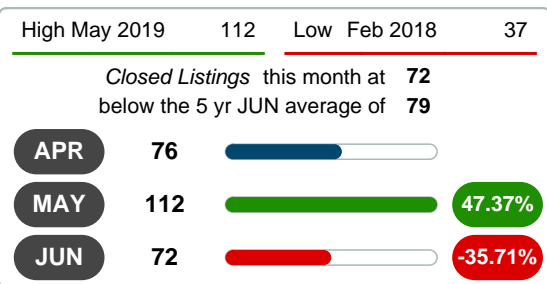 High May 2019 112 Low Feb 2018 37
Closed Listings this month at 72
below the 5 yr JUN average of 79
APR 76
MAY 112 47.37%
JUN 72 -35.71%